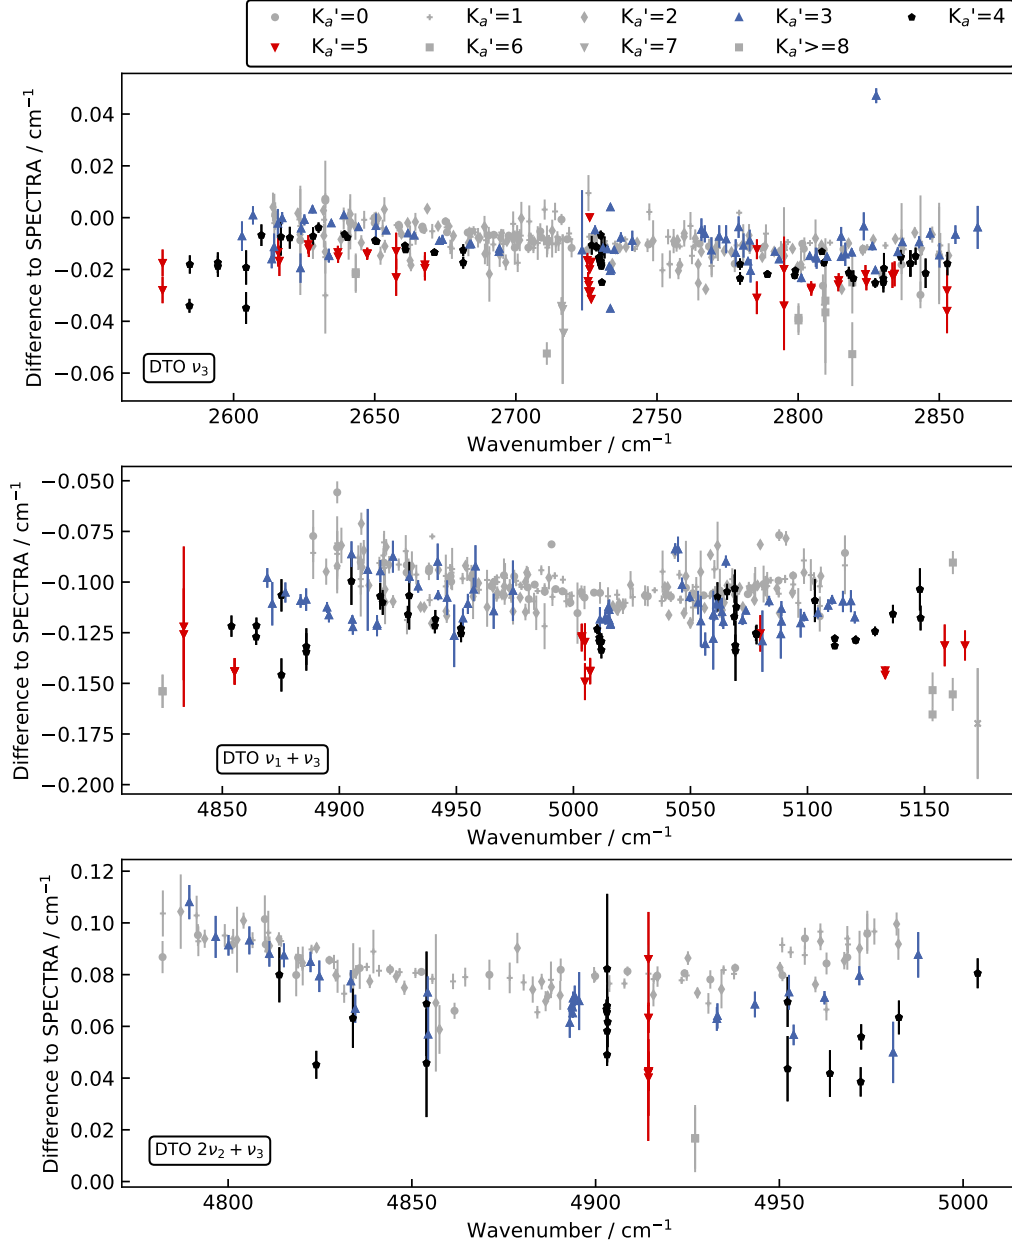 Kₐ'=0 Kₐ'=1 Kₐ'=2 Kₐ'=3 Kₐ'=4
Kₐ'=5 Kₐ'=6 Kₐ'=7 Kₐ'>=8
Difference to SPECTRA / cm⁻¹
0.04
0.02
0.00
−0.02
−0.04
−0.06
DTO ν₃
2600 2650 2700 2750 2800 2850
Wavenumber / cm⁻¹
Difference to SPECTRA / cm⁻¹
−0.050
−0.075
−0.100
−0.125
−0.150
−0.175
−0.200
DTO ν₁ + ν₃
4850 4900 4950 5000 5050 5100 5150
Wavenumber / cm⁻¹
Difference to SPECTRA / cm⁻¹
0.12
0.10
0.08
0.06
0.04
0.02
0.00
DTO 2ν₂ + ν₃
4800 4850 4900 4950 5000
Wavenumber / cm⁻¹